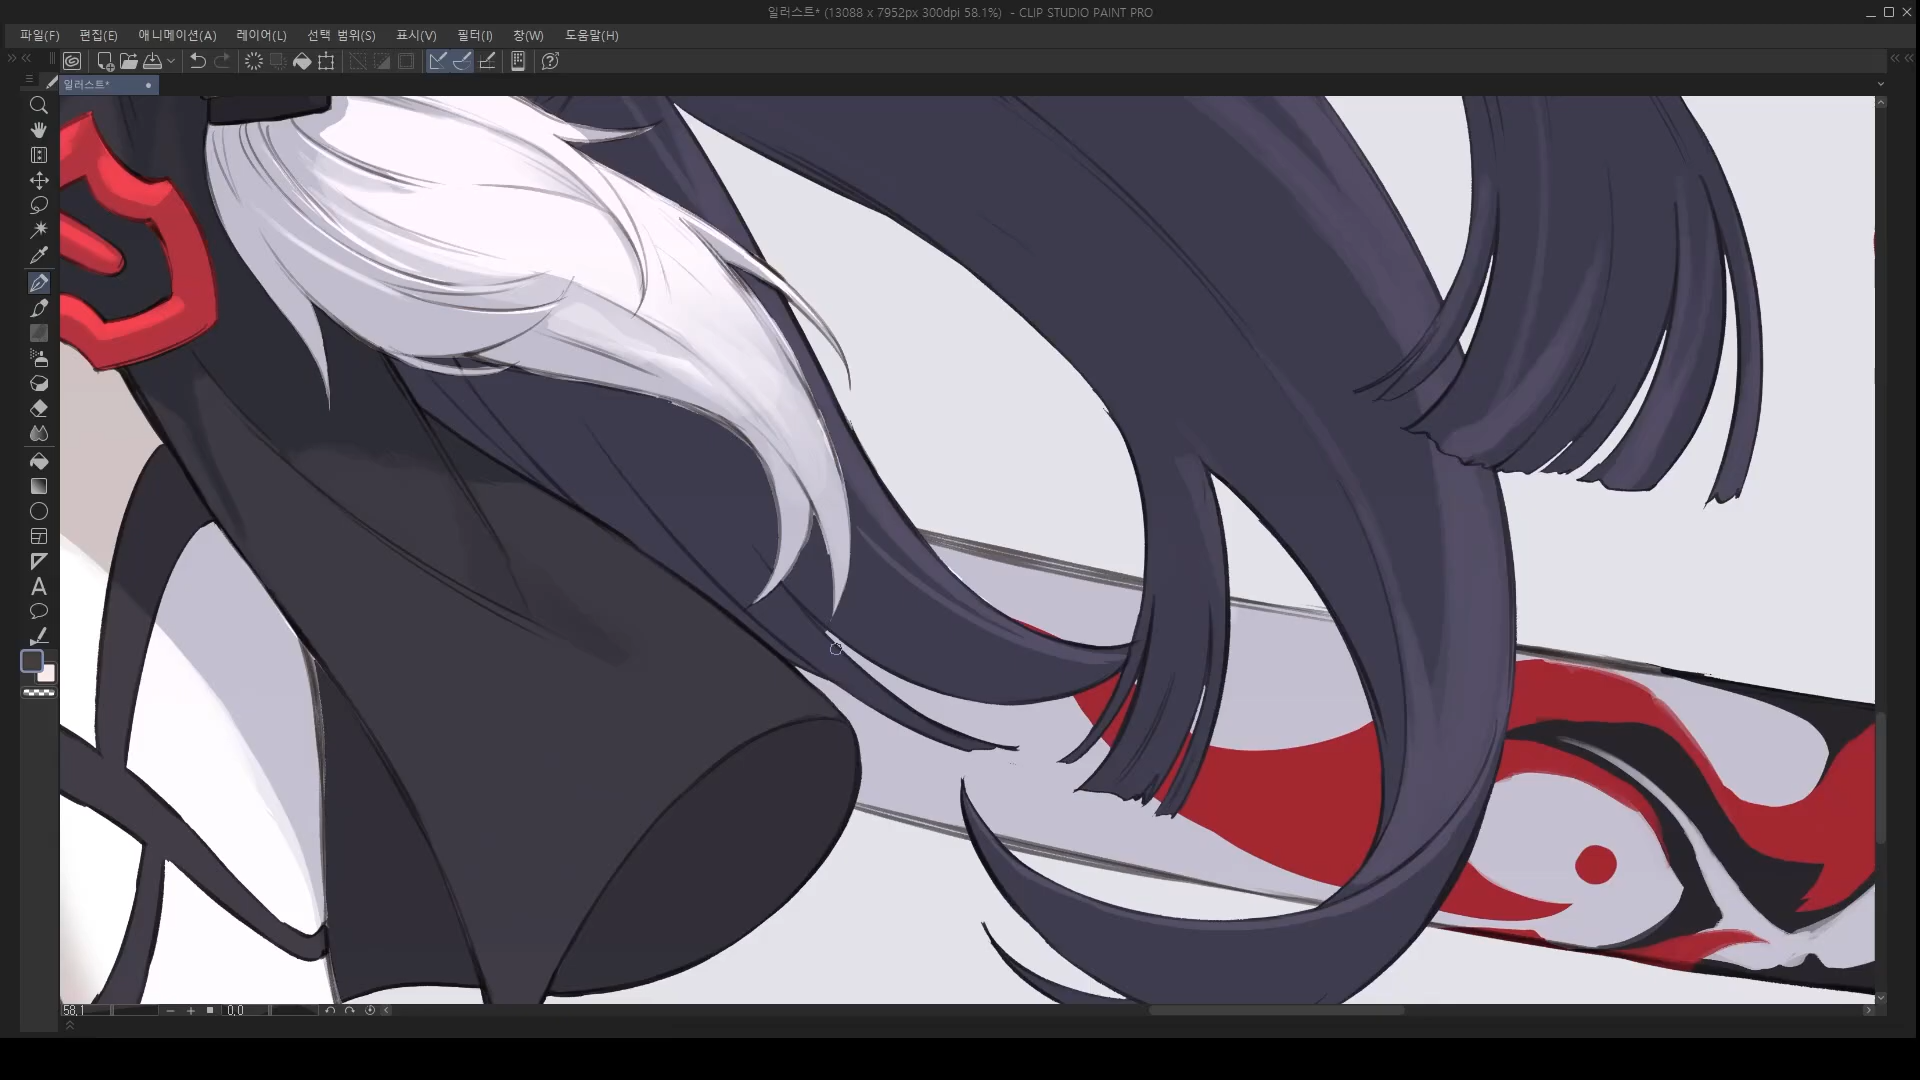 일러스트* (13088 x 7952px 300dpi 58.1%) - CLIP STUDIO PAINT PRO
파일(F) 편집(E) 애니메이션(A) 레이어(L) 선택 범위(S) 표시(V) 필터(I) 창(W) 도움말(H)
일러스트*
58.1 0.0